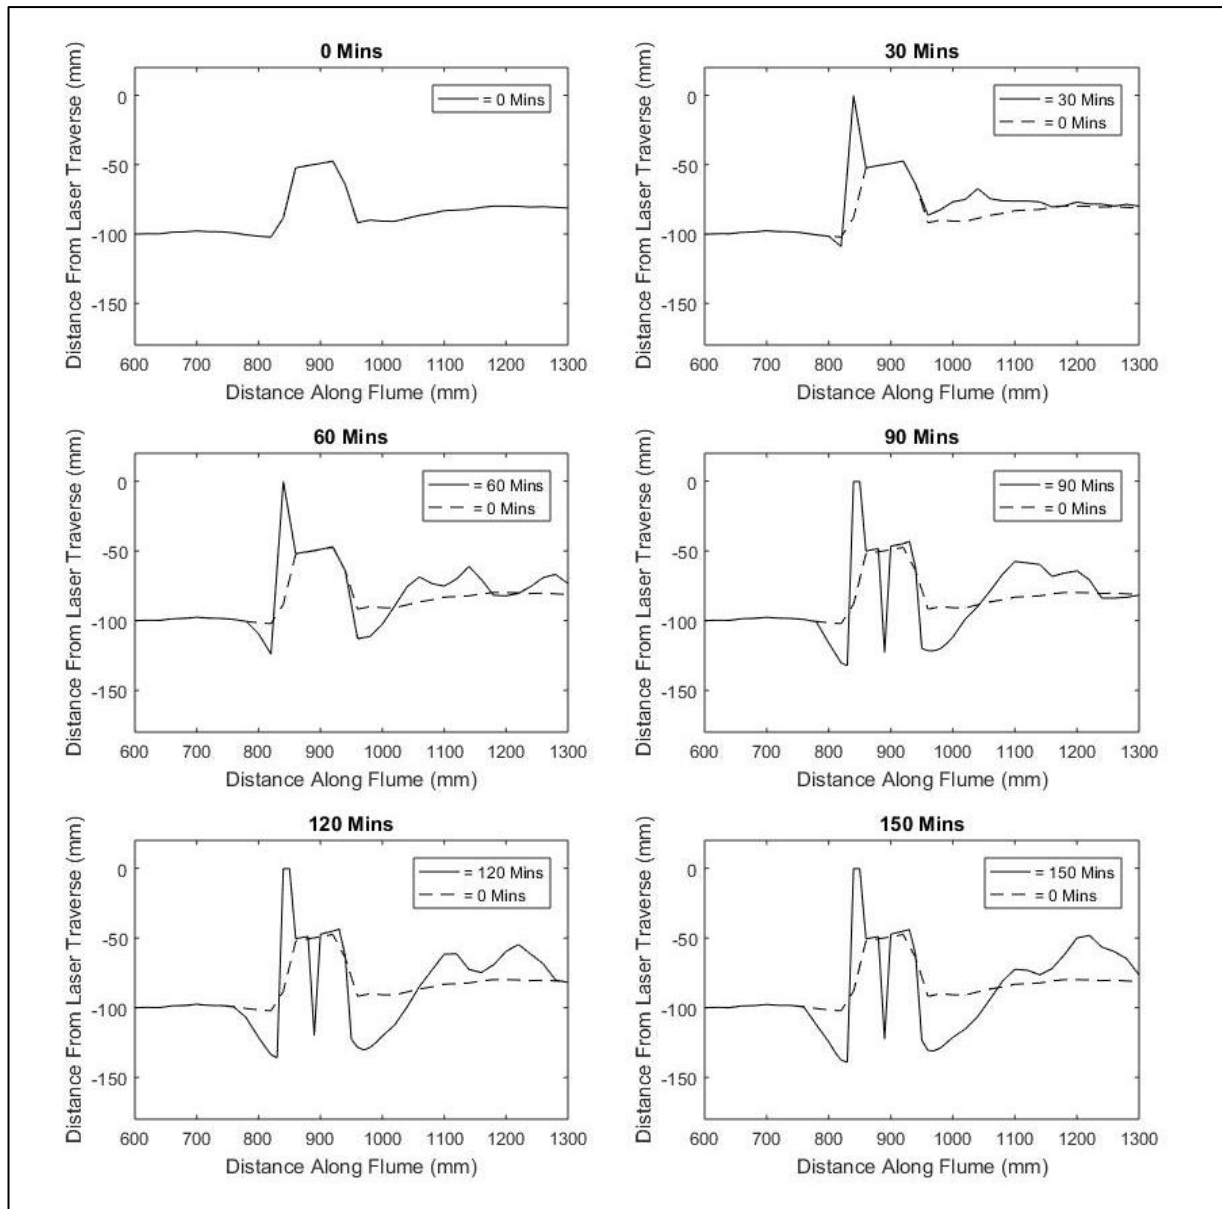 0 Mins
= 0 Mins
0
-50
-100
-150
Distance From Laser Traverse (mm)
600 700 800 900 1000 1100 1200 1300
Distance Along Flume (mm)
30 Mins
= 30 Mins
= 0 Mins
0
-50
-100
-150
Distance From Laser Traverse (mm)
600 700 800 900 1000 1100 1200 1300
Distance Along Flume (mm)
60 Mins
= 60 Mins
= 0 Mins
0
-50
-100
-150
Distance From Laser Traverse (mm)
600 700 800 900 1000 1100 1200 1300
Distance Along Flume (mm)
90 Mins
= 90 Mins
= 0 Mins
0
-50
-100
-150
Distance From Laser Traverse (mm)
600 700 800 900 1000 1100 1200 1300
Distance Along Flume (mm)
120 Mins
= 120 Mins
= 0 Mins
0
-50
-100
-150
Distance From Laser Traverse (mm)
600 700 800 900 1000 1100 1200 1300
Distance Along Flume (mm)
150 Mins
= 150 Mins
= 0 Mins
0
-50
-100
-150
Distance From Laser Traverse (mm)
600 700 800 900 1000 1100 1200 1300
Distance Along Flume (mm)